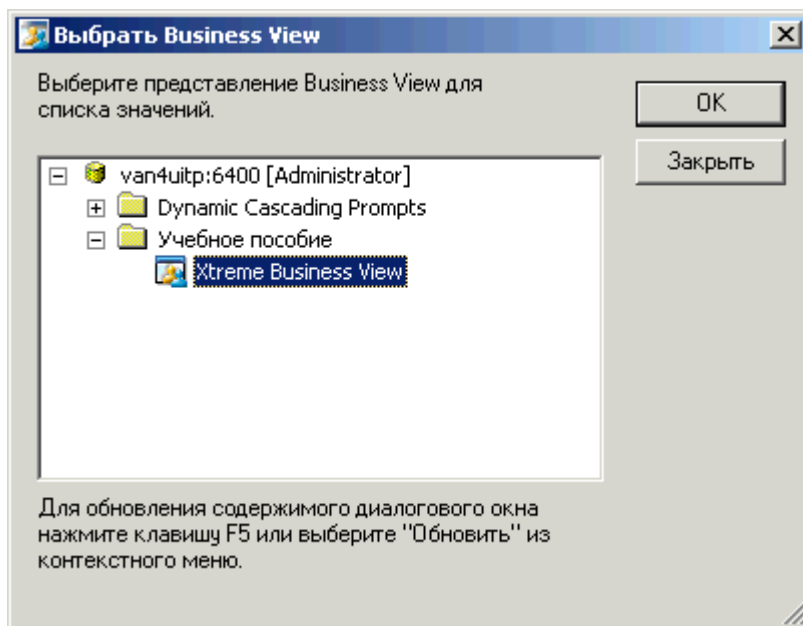 Выбрать Business View
Выберите представление Business View для
списка значений.
OK
Закрыть
van4uitp:6400 [Administrator]
Dynamic Cascading Prompts
Учебное пособие
Xtreme Business View
Для обновления содержимого диалогового окна
нажмите клавишу F5 или выберите "Обновить" из
контекстного меню.